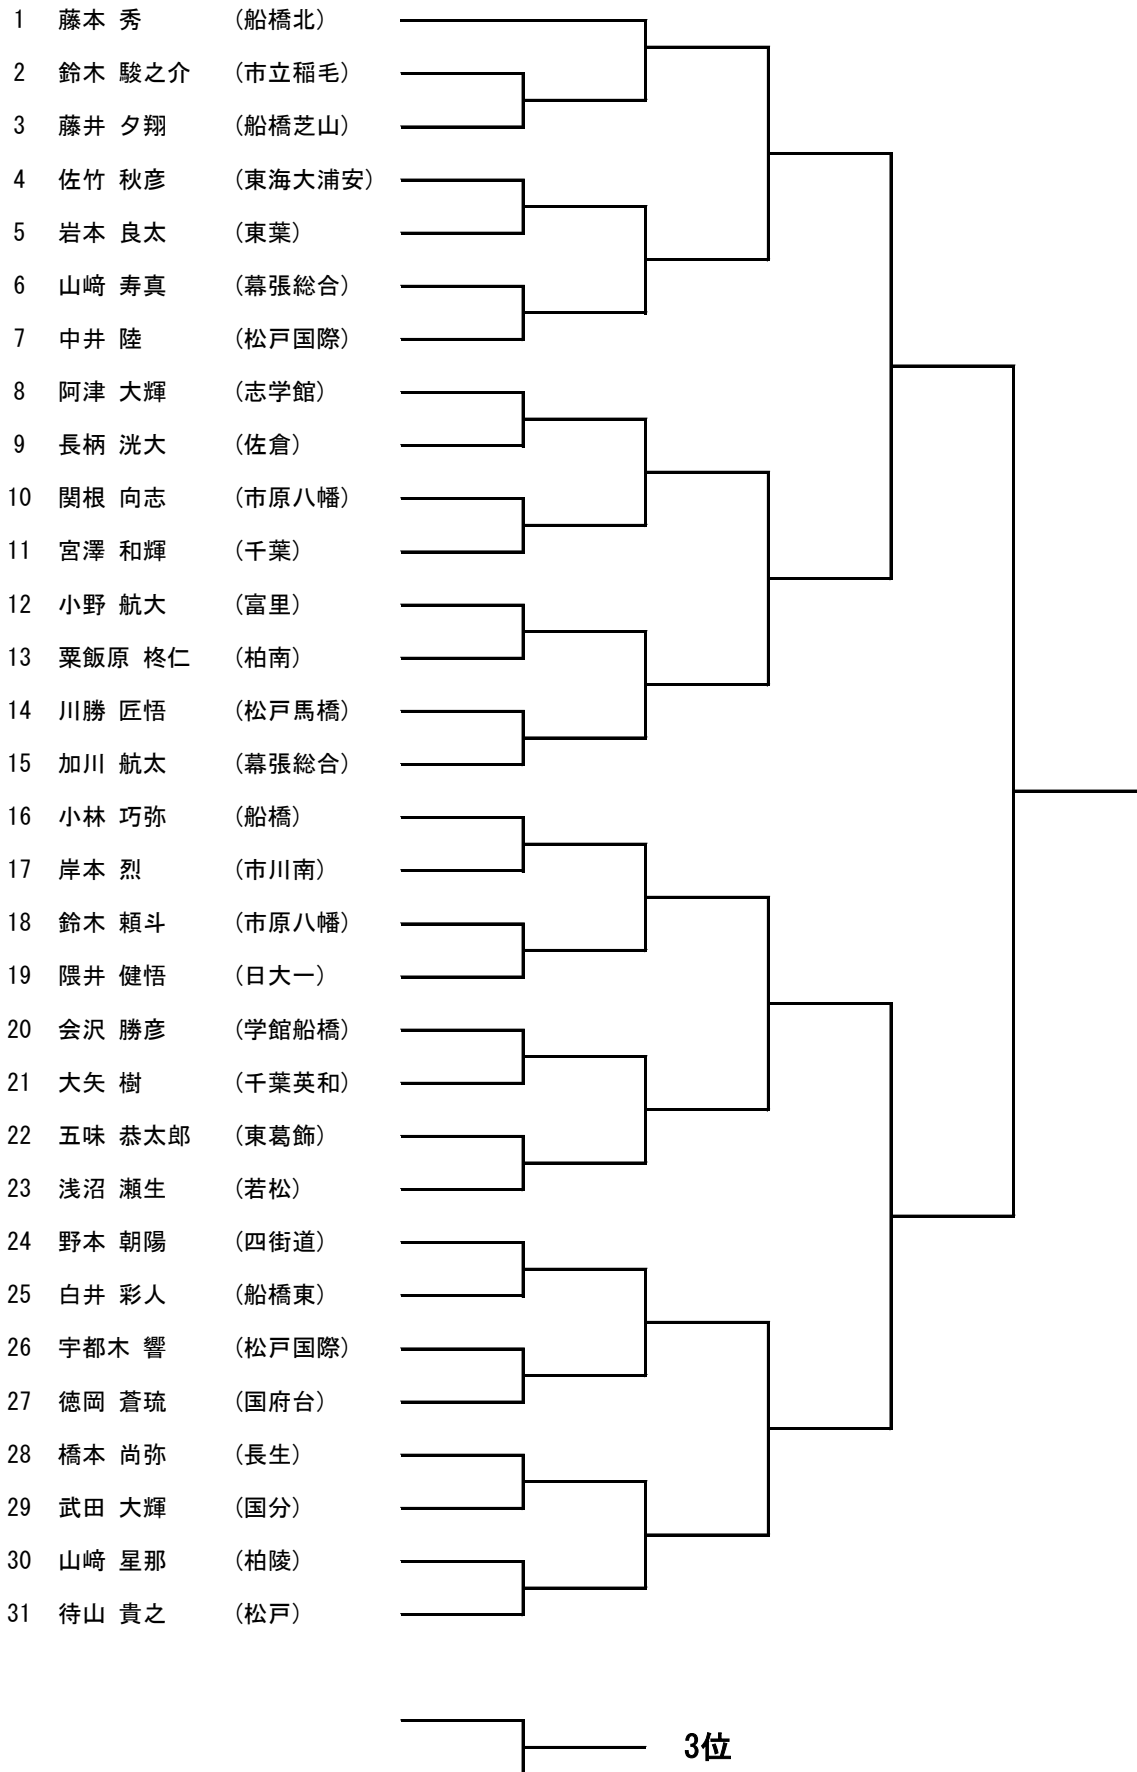 1 藤本 秀 (船橋北)
2 鈴木 駿之介 (市立稲毛)
3 藤井 夕翔 (船橋芝山)
4 佐竹 秋彦 (東海大浦安)
5 岩本 良太 (東葉)
6 山﨑 寿真 (幕張総合)
7 中井 陸 (松戸国際)
8 阿津 大輝 (志学館)
9 長柄 洸大 (佐倉)
10 関根 向志 (市原八幡)
11 宮澤 和輝 (千葉)
12 小野 航大 (富里)
13 粟飯原 柊仁 (柏南)
14 川勝 匠悟 (松戸馬橋)
15 加川 航太 (幕張総合)
16 小林 巧弥 (船橋)
17 岸本 烈 (市川南)
18 鈴木 頼斗 (市原八幡)
19 隈井 健悟 (日大一)
20 会沢 勝彦 (学館船橋)
21 大矢 樹 (千葉英和)
22 五味 恭太郎 (東葛飾)
23 浅沼 瀬生 (若松)
24 野本 朝陽 (四街道)
25 白井 彩人 (船橋東)
26 宇都木 響 (松戸国際)
27 徳岡 蒼琉 (国府台)
28 橋本 尚弥 (長生)
29 武田 大輝 (国分)
30 山﨑 星那 (柏陵)
31 待山 貴之 (松戸)
3位